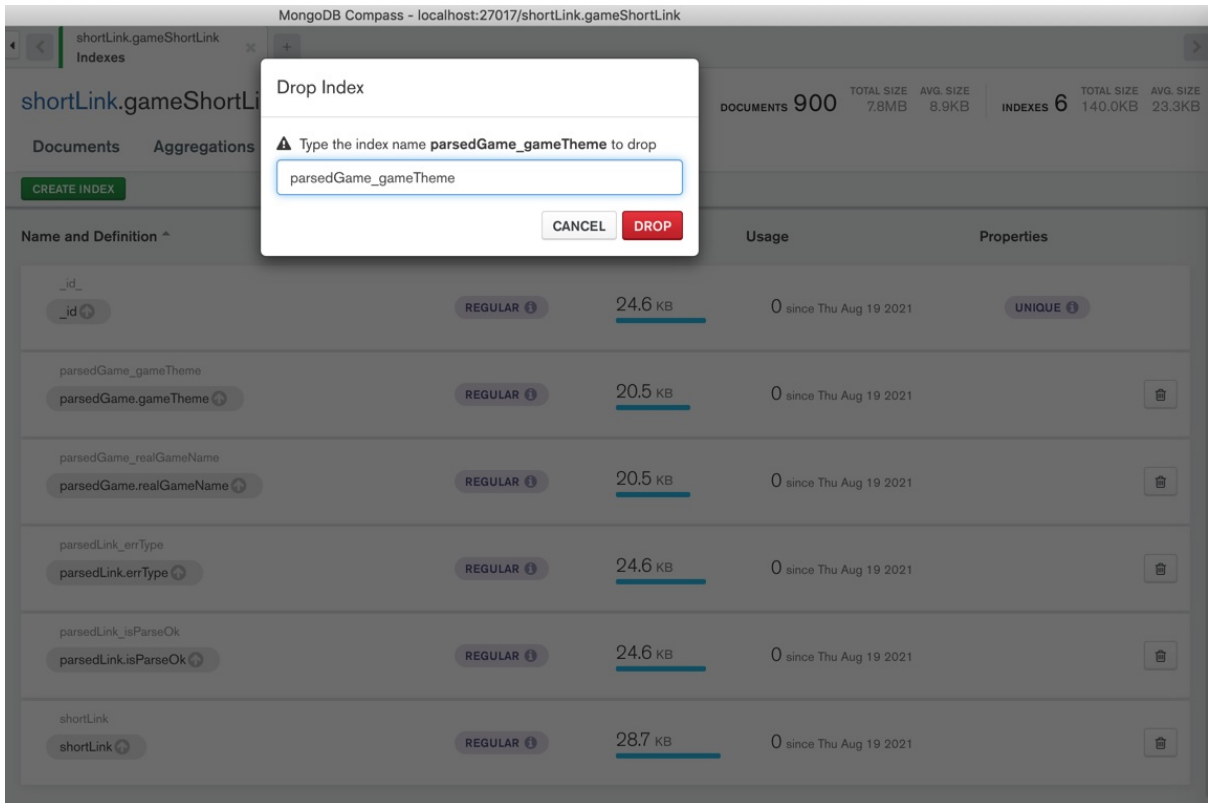 MongoDB Compass - localhost:27017/shortLink.gameShortLink
shortLink.gameShortLink
Indexes
shortLink.gameShortLi
DOCUMENTS 900 TOTAL SIZE 7.8MB AVG. SIZE 8.9KB INDEXES 6 TOTAL SIZE 140.0KB AVG. SIZE 23.3KB
Documents Aggregations
Drop Index
Type the index name parsedGame_gameTheme to drop
parsedGame_gameTheme
CANCEL DROP
CREATE INDEX
Name and Definition Usage Properties
_id_
_id REGULAR 24.6 KB 0 since Thu Aug 19 2021 UNIQUE
parsedGame_gameTheme
parsedGame.gameTheme REGULAR 20.5 KB 0 since Thu Aug 19 2021
parsedGame_realGameName
parsedGame.realGameName REGULAR 20.5 KB 0 since Thu Aug 19 2021
parsedLink_errType
parsedLink.errType REGULAR 24.6 KB 0 since Thu Aug 19 2021
parsedLink_isParseOk
parsedLink.isParseOk REGULAR 24.6 KB 0 since Thu Aug 19 2021
shortLink
shortLink REGULAR 28.7 KB 0 since Thu Aug 19 2021